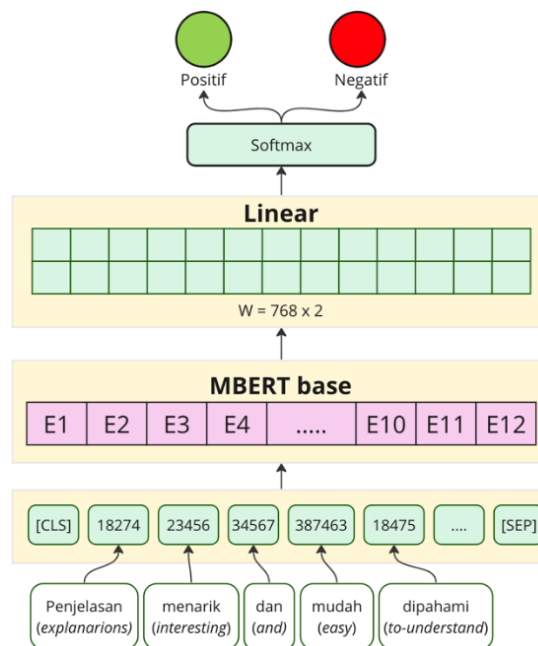 Positif Negatif
Softmax
Linear
W = 768 x 2
MBERT base
E1 E2 E3 E4 ..... E10 E11 E12
[CLS] 18274 23456 34567 387463 18475 .... [SEP]
Penjelasan menarik dan mudah dipahami
(explanarions) (interesting) (and) (easy) (to-understand)